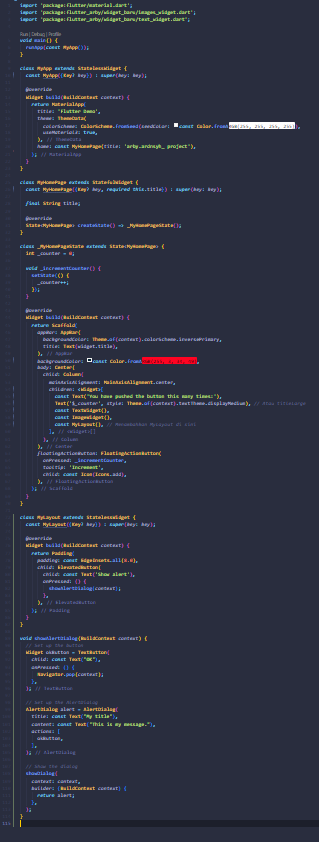 import 'package:flutter/material.dart';
import 'package:flutter_arby/widget_baru/images_widget.dart';
import 'package:flutter_arby/widget_baru/text_widget.dart';
Run | Debug | Profile
void main() {
runApp(const MyApp());
}
class MyApp extends StatelessWidget {
const MyApp({Key? key}) : super(key: key);
@override
Widget build(BuildContext context) {
return MaterialApp(
title: 'Flutter Demo',
theme: ThemeData(
colorScheme: ColorScheme.fromSeed(seedColor: const Color.from (255, 255, 255, 255)),
useMaterial3: true,
), // ThemeData
home: const MyHomePage(title: project'),
); // MaterialApp
}
}
class MyHomePage extends StatefulWidget {
const MyHomePage({Key? key, required this.title}) : super(key: key);
final String title;
@override
State<MyHomePage> createState() => _MyHomePageState();
}
class _MyHomePageState extends State<MyHomePage> {
int _counter = 0;
void _incrementCounter() {
setState(() {
_counter++;
});
}
@override
Widget build(BuildContext context) {
return Scaffold(
appBar: AppBar(
backgroundColor: Theme.of(context).colorScheme.inversePrimary,
title: Text(widget.title),
), // AppBar
backgroundColor: const Color.from
body: Center(
child: Column(
mainAxisAlignment: MainAxisAlignment.center,
children: <Widget>[
const Text('You have pushed the button this many times:'),
Text('$_counter', style: Theme.of(context).textTheme.displayMedium), // Atau titleLarge
const TextWidget(),
const ImageWidget(),
const MyLayout(), // Menambahkan MyLayout di sini
], // <Widget>[]
), // Column
), // Center
floatingActionButton: FloatingActionButton(
onPressed: _incrementCounter,
tooltip: 'Increment',
child: const Icon(Icons.add),
), // FloatingActionButton
); // Scaffold
}
}
class MyLayout extends StatelessWidget {
const MyLayout({Key? key}) : super(key: key);
@override
Widget build(BuildContext context) {
return Padding(
padding: const EdgeInsets.all(8.0),
child: ElevatedButton(
child: const Text('Show alert'),
onPressed: () {
showAlertDialog(context);
},
), // ElevatedButton
); // Padding
}
}
void showAlertDialog(BuildContext context) {
// Set up the button
Widget okButton = TextButton(
child: const Text("OK"),
onPressed: () {
Navigator.pop(context);
},
); // TextButton
// Set up the AlertDialog
AlertDialog alert = AlertDialog(
title: const Text("My title"),
content: const Text("This is my message."),
actions: [
okButton,
],
); // AlertDialog
// Show the dialog
showDialog(
context: context,
builder: (BuildContext context) {
return alert;
},
);
}